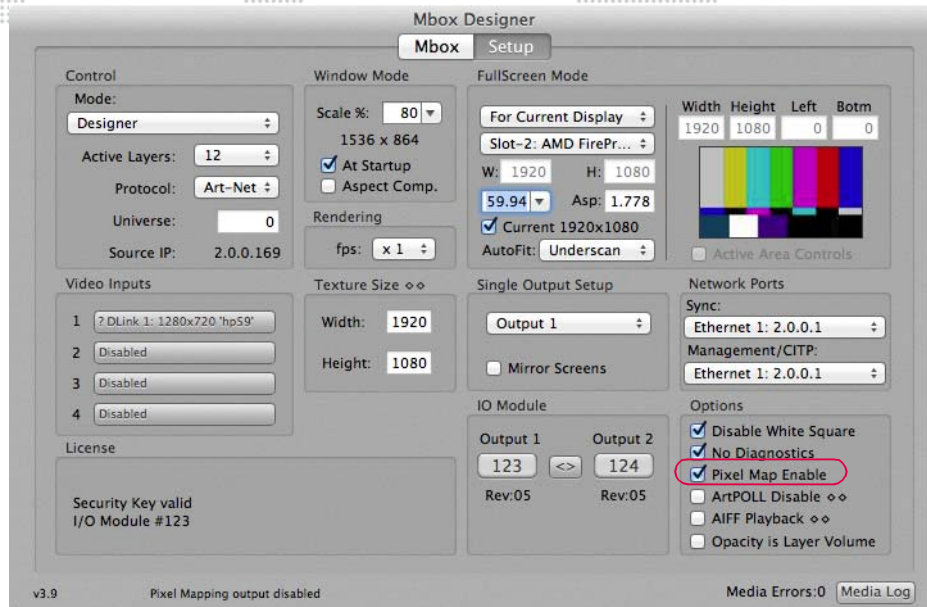 Mbox Designer
Mbox Setup
Control
Mode:
Designer
Active Layers: 12
Protocol: Art-Net
Universe: 0
Source IP: 2.0.0.169
Window Mode
Scale %: 80
1536 x 864
At Startup
Aspect Comp.
Rendering
fps: x 1
FullScreen Mode
For Current Display
Slot-2: AMD FirePr...
W: 1920 H: 1080
59.94 Asp: 1.778
Current 1920x1080
AutoFit: Underscan
Width Height Left Botm
1920 1080 0 0
Active Area Controls
Video Inputs
1 ? DLink 1: 1280x720 'hp59'
2 Disabled
3 Disabled
4 Disabled
Texture Size ◇◇
Width: 1920
Height: 1080
Single Output Setup
Output 1
Mirror Screens
Network Ports
Sync:
Ethernet 1: 2.0.0.1
Management/CITP:
Ethernet 1: 2.0.0.1
License
Security Key valid
I/O Module #123
IO Module
Output 1 Output 2
123 <> 124
Rev:05 Rev:05
Options
Disable White Square
No Diagnostics
Pixel Map Enable
ArtPOLL Disable ◇◇
AIFF Playback ◇◇
Opacity is Layer Volume
v3.9 Pixel Mapping output disabled Media Errors:0 Media Log